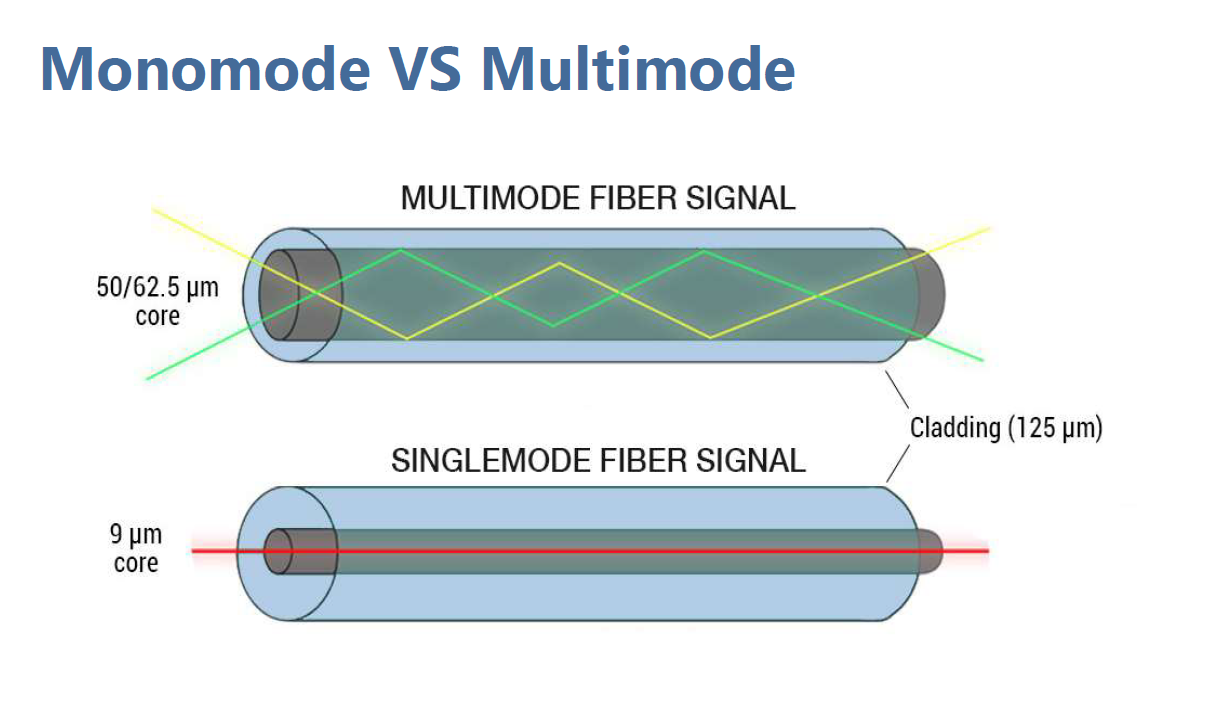 Monomode VS Multimode
MULTIMODE FIBER SIGNAL
50/62.5 µm
core
Cladding (125 µm)
SINGLEMODE FIBER SIGNAL
9 µm
core